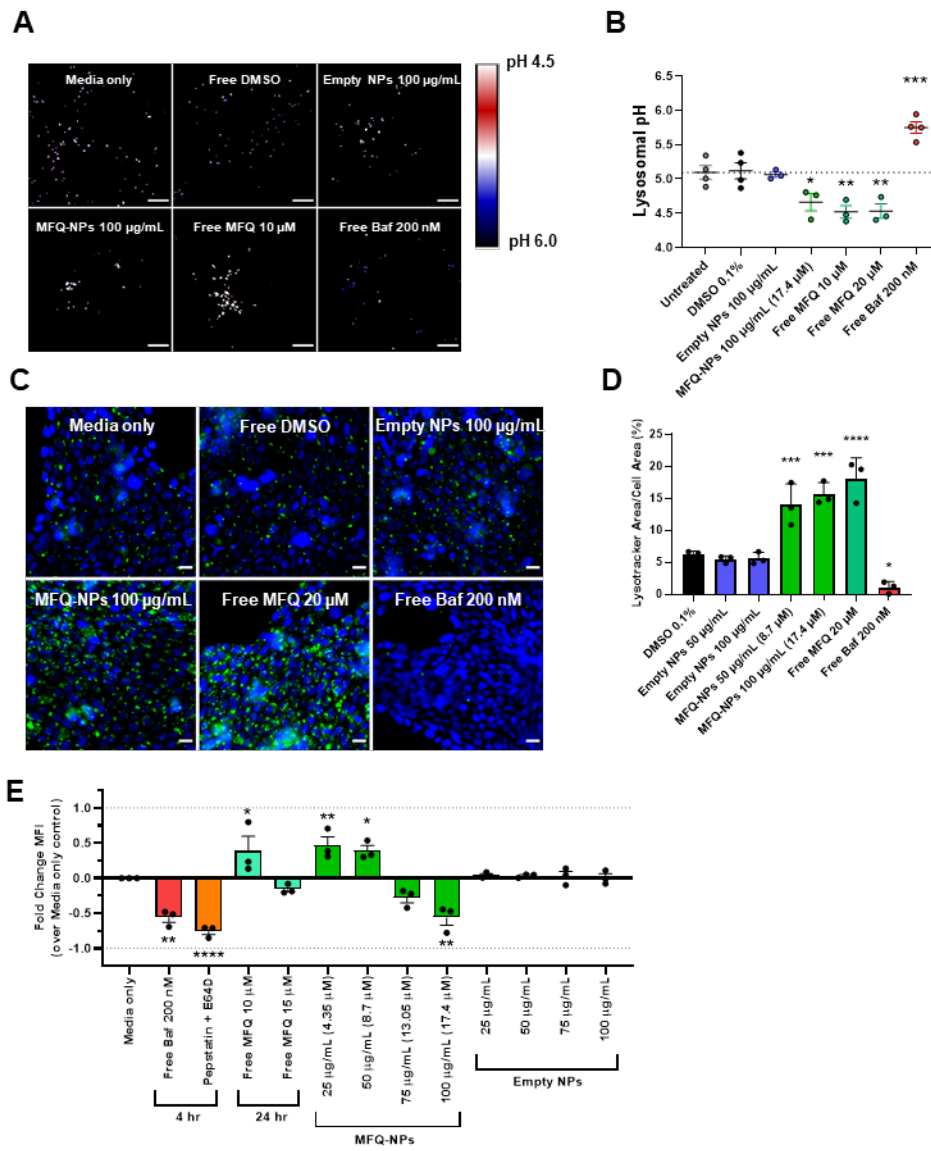 A
Media only
Free DMSO
Empty NPs 100 µg/mL
MFQ-NPs 100 µg/mL
Free MFQ 10 µM
Free Baf 200 nM
pH 4.5
pH 6.0
B
Lysosomal pH
6.5
6.0
5.5
5.0
4.5
4.0
*
**
**
***
Untreated
DMSO 0.1%
Empty NPs 100 µg/mL
MFQ-NPs 100 µg/mL (17.4 µM)
Free MFQ 10 µM
Free MFQ 20 µM
Free Baf 200 nM
C
Media only
Free DMSO
Empty NPs 100 µg/mL
MFQ-NPs 100 µg/mL
Free MFQ 20 µM
Free Baf 200 nM
D
Lysotracker Area/Cell Area (%)
25
20
15
10
5
0
***
***
****
*
DMSO 0.1%
Empty NPs 50 µg/mL
Empty NPs 100 µg/mL
MFQ-NPs 50 µg/mL (8.7 µM)
MFQ-NPs 100 µg/mL (17.4 µM)
Free MFQ 20 µM
Free Baf 200 nM
E
Fold Change MFI
(over Media only control)
1.0
0.5
0.0
-0.5
-1.0
**
****
*
**
*
**
Media only
Free Baf 200 nM
Pepstatin + E64D
Free MFQ 10 µM
Free MFQ 15 µM
25 µg/mL (4.35 µM)
50 µg/mL (8.7 µM)
75 µg/mL (13.05 µM)
100 µg/mL (17.4 µM)
25 µg/mL
50 µg/mL
75 µg/mL
100 µg/mL
4 hr
24 hr
MFQ-NPs
Empty NPs